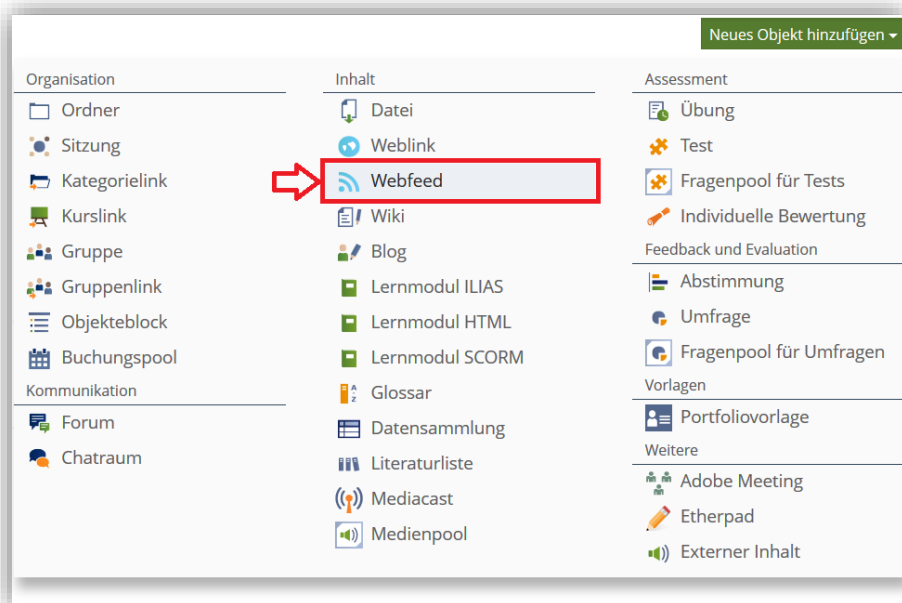 Neues Objekt hinzufügen
Organisation
Ordner
Sitzung
Kategorielink
Kurslink
Gruppe
Gruppenlink
Objekteblock
Buchungspool
Kommunikation
Forum
Chatraum
Inhalt
Datei
Weblink
Webfeed
Wiki
Blog
Lernmodul ILIAS
Lernmodul HTML
Lernmodul SCORM
Glossar
Datensammlung
Literaturliste
Mediacast
Medienpool
Assessment
Übung
Test
Fragenpool für Tests
Individuelle Bewertung
Feedback und Evaluation
Abstimmung
Umfrage
Fragenpool für Umfragen
Vorlagen
Portfoliovorlage
Weitere
Adobe Meeting
Etherpad
Externer Inhalt